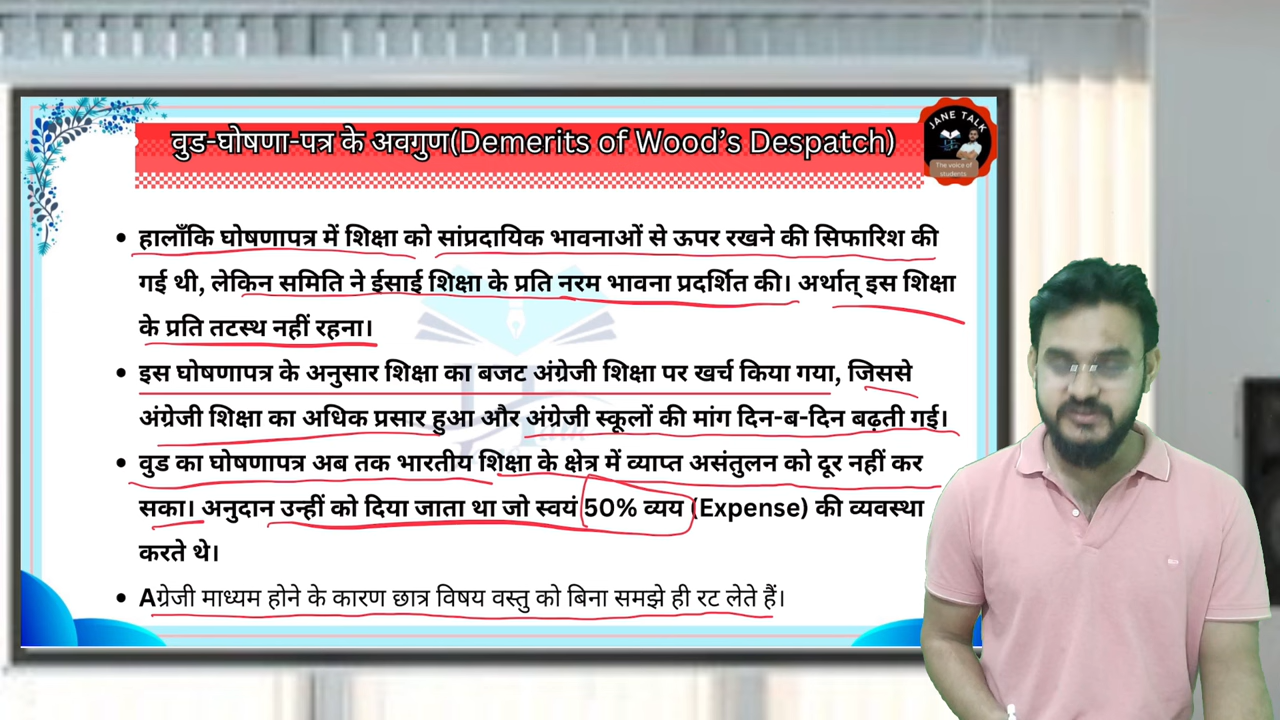 वुड-घोषणा-पत्र के अवगुण(Demerits of Wood's Despatch)
JANE TALK
The voice of
students
• हालाँकि घोषणापत्र में शिक्षा को सांप्रदायिक भावनाओं से ऊपर रखने की सिफारिश की
गई थी, लेकिन समिति ने ईसाई शिक्षा के प्रति नरम भावना प्रदर्शित की। अर्थात् इस शिक्षा
के प्रति तटस्थ नहीं रहना।
• इस घोषणापत्र के अनुसार शिक्षा का बजट अंग्रेजी शिक्षा पर खर्च किया गया, जिससे
अंग्रेजी शिक्षा का अधिक प्रसार हुआ और अंग्रेजी स्कूलों की मांग दिन-ब-दिन बढ़ती गई।
• वुड का घोषणापत्र अब तक भारतीय शिक्षा के क्षेत्र में व्याप्त असंतुलन को दूर नहीं कर
सका। अनुदान उन्हीं को दिया जाता था जो स्वयं 50% व्यय (Expense) की व्यवस्था
करते थे।
• Aग्रेजी माध्यम होने के कारण छात्र विषय वस्तु को बिना समझे ही रट लेते हैं।